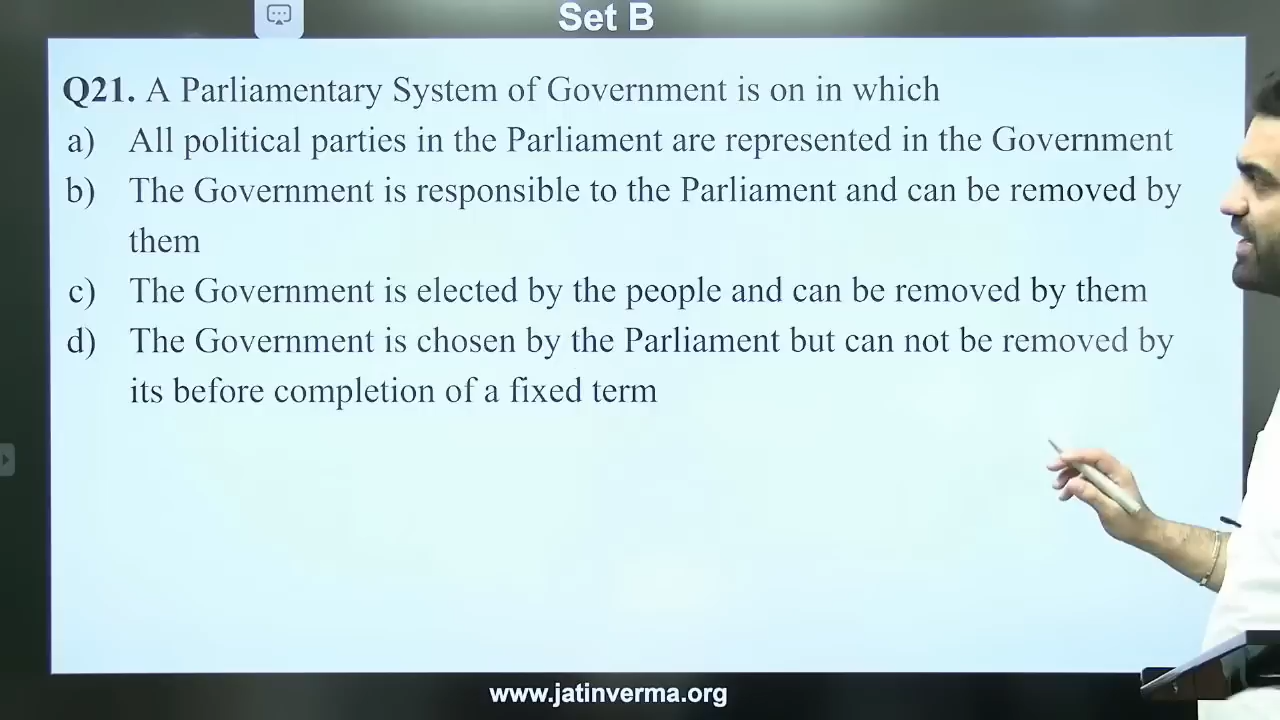 Set B
Q21. A Parliamentary System of Government is on in which
a) All political parties in the Parliament are represented in the Government
b) The Government is responsible to the Parliament and can be removed by
them
c) The Government is elected by the people and can be removed by them
d) The Government is chosen by the Parliament but can not be removed by
its before completion of a fixed term
www.jatinverma.org